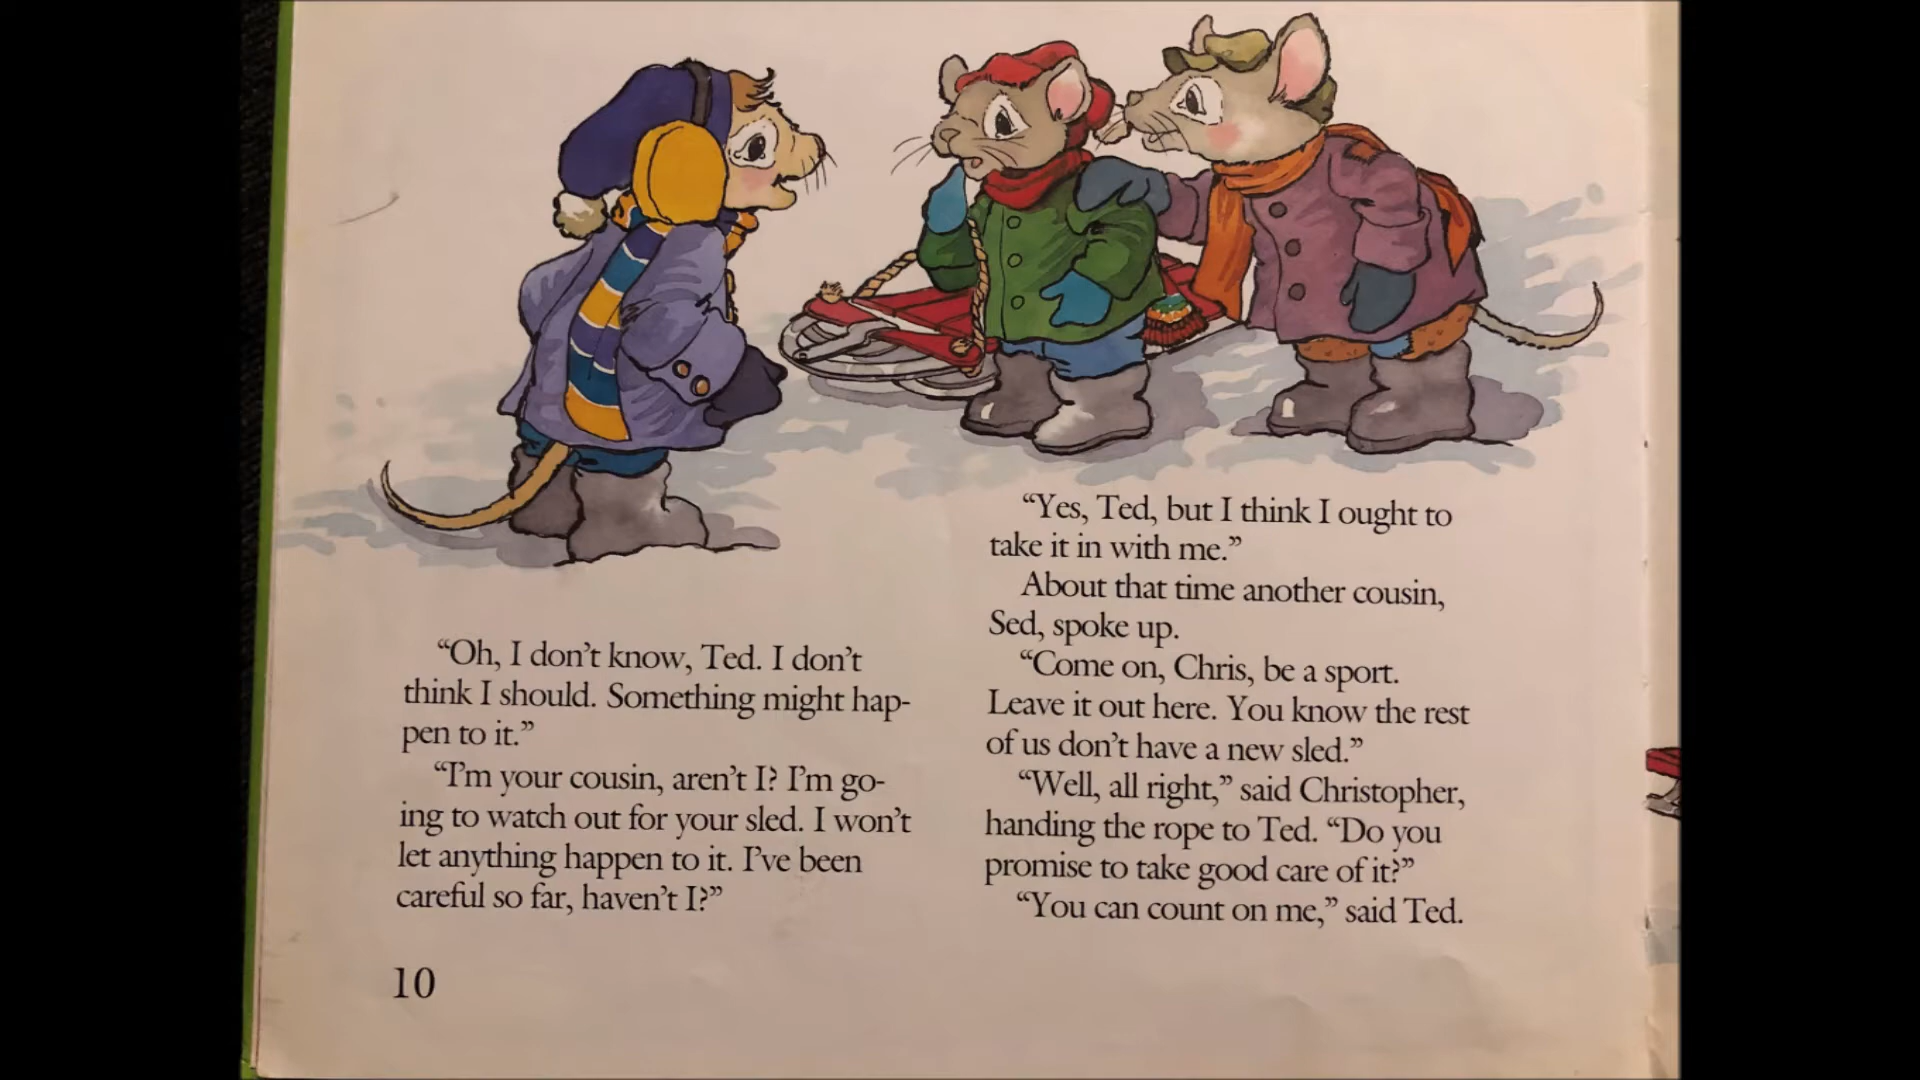 “Oh, I don’t know, Ted. I don’t
think I should. Something might hap-
pen to it.”
“I’m your cousin, aren’t I? I’m go-
ing to watch out for your sled. I won’t
let anything happen to it. I’ve been
careful so far, haven’t I?”
“Yes, Ted, but I think I ought to
take it in with me.”
About that time another cousin,
Sed, spoke up.
“Come on, Chris, be a sport.
Leave it out here. You know the rest
of us don’t have a new sled.”
“Well, all right,” said Christopher,
handing the rope to Ted. “Do you
promise to take good care of it?”
“You can count on me,” said Ted.
10